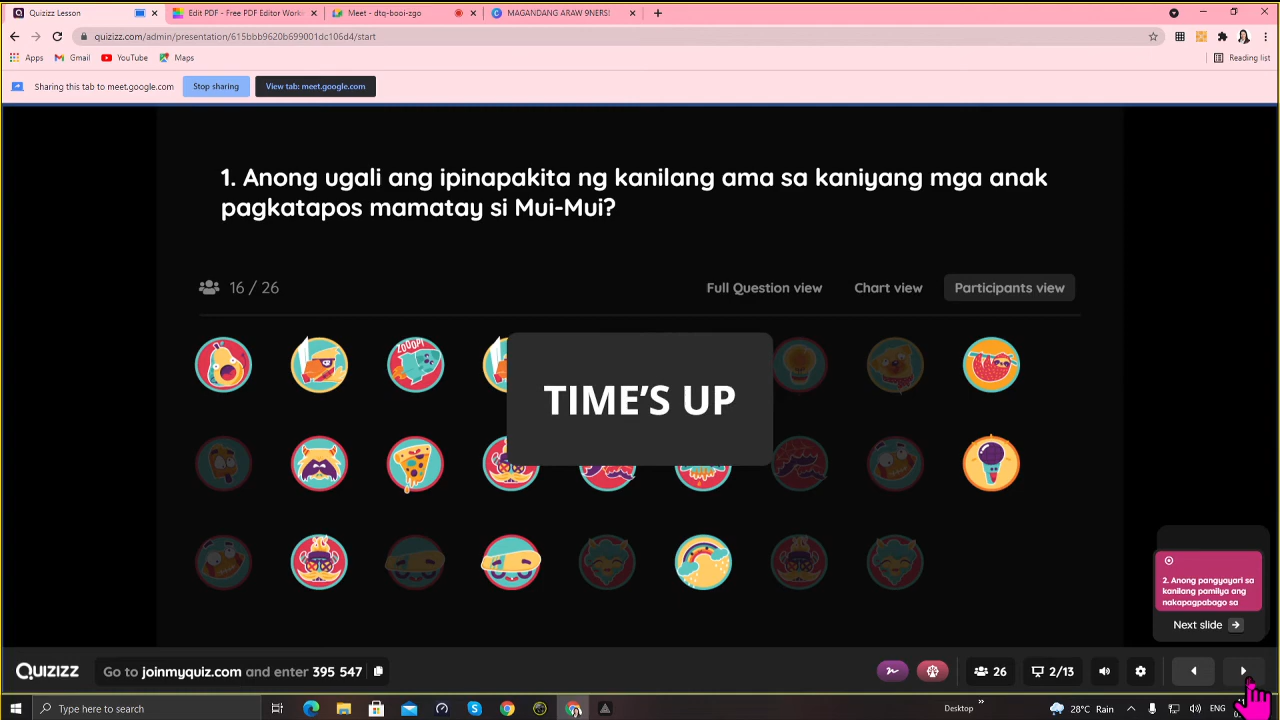 Quizizz Lesson
Edit PDF - Free PDF Editor Worki
Meet - dtq-booi-zgo
MAGANDANG ARAW 9NERS!
quizizz.com/admin/presentation/615bbb9620b699001dc106d4/start
Apps
Gmail
YouTube
Maps
Reading list
Sharing this tab to meet.google.com
Stop sharing
View tab: meet.google.com
1. Anong ugali ang ipinapakita ng kanilang ama sa kaniyang mga anak
pagkatapos mamatay si Mui-Mui?
16 / 26
Full Question view
Chart view
Participants view
ZOOOP!
TIME'S UP
2. Anong pangyayari sa
kanilang pamilya ang
nakapagpabago sa
Next slide
QUIZIZZ
Go to joinmyquiz.com and enter 395 547
26
2/13
Type here to search
Desktop
28°C Rain
ENG